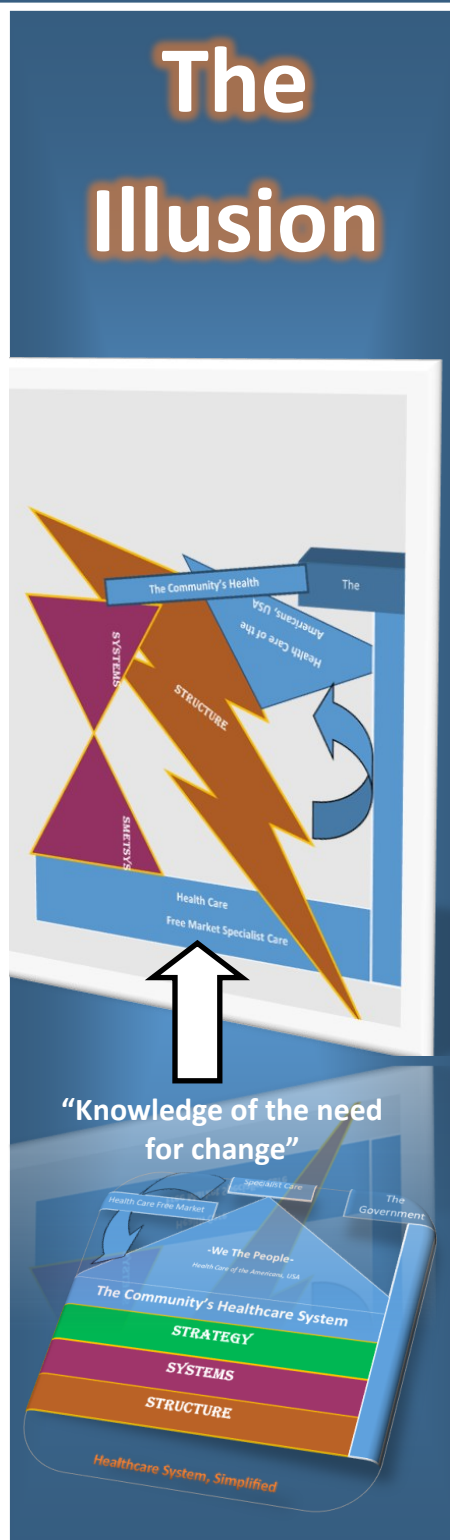 The
Illusion
The Community's Health
The
Health Care of the
Americans, USA
SYSTEMS
STRUCTURE
SMETSYS
Health Care
Free Market Specialist Care
“Knowledge of the need
for change”
Specialist Care
Health Care Free Market
The
Government
-We The People-
Health Care of the Americans, USA
The Community's Healthcare System
STRATEGY
SYSTEMS
STRUCTURE
Healthcare System, Simplified